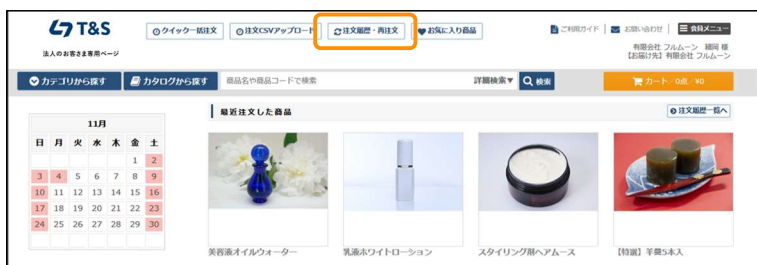 T&S
法人のお客さま専用ページ
クイック一括注文
注文CSVアップロード
注文履歴・再注文
お気に入り商品
ご利用ガイド
お問い合わせ
会員メニュー
有限会社 フルムーン 細岡 様
【お届け先】有限会社 フルムーン
カテゴリから探す
カタログから探す
商品名や商品コードで検索
詳細検索▼
検索
カート／0点／¥0
11月
日 月 火 水 木 金 土
1 2
3 4 5 6 7 8 9
10 11 12 13 14 15 16
17 18 19 20 21 22 23
24 25 26 27 28 29 30
最近注文した商品
注文履歴一覧へ
美容液オイルウォーター
乳液ホワイトローション
スタイリング剤ヘアムース
【特選】羊羹5本入